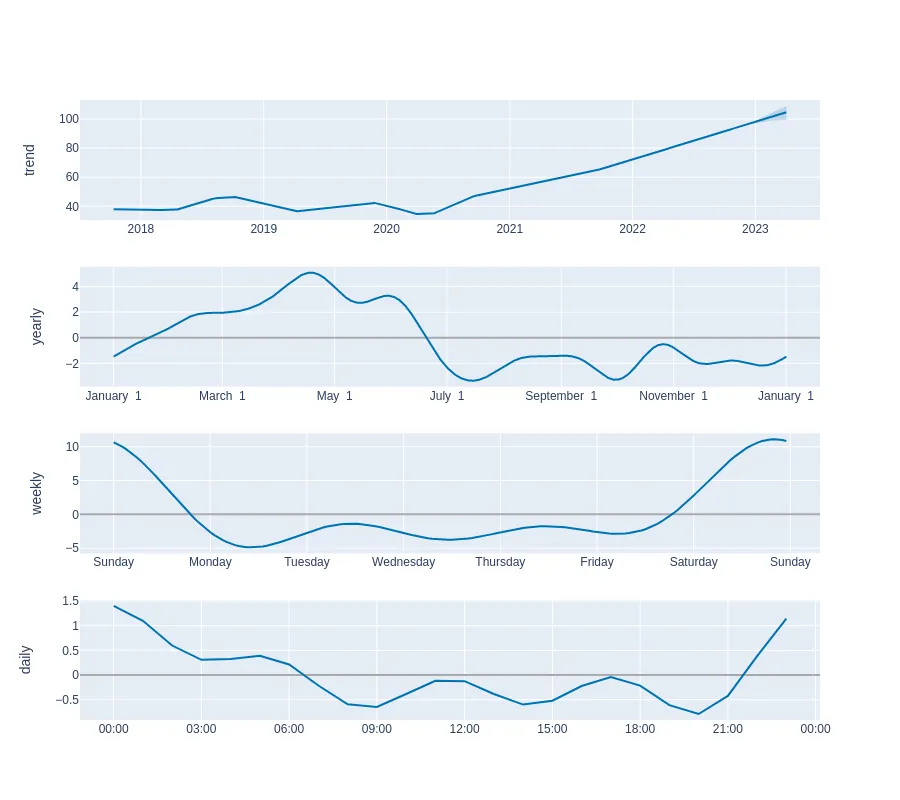 trend
100
80
60
40
2018 2019 2020 2021 2022 2023
yearly
4
2
0
−2
January 1 March 1 May 1 July 1 September 1 November 1 January 1
weekly
10
5
0
−5
Sunday Monday Tuesday Wednesday Thursday Friday Saturday Sunday
daily
1.5
1
0.5
0
−0.5
00:00 03:00 06:00 09:00 12:00 15:00 18:00 21:00 00:00